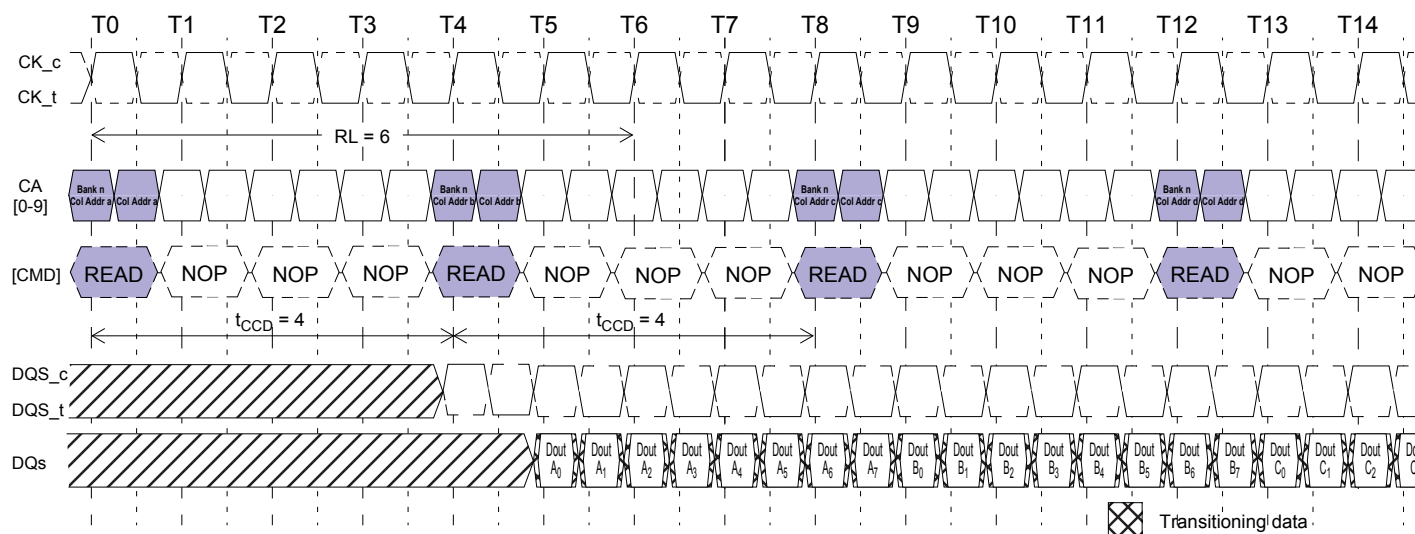 T0 T1 T2 T3 T4 T5 T6 T7 T8 T9 T10 T11 T12 T13 T14
CK_c
CK_t
RL = 6
CA
[0-9]
Bank n
Col Addr a Col Addr a
Bank n
Col Addr b Col Addr b
Bank n
Col Addr c Col Addr c
Bank n
Col Addr d Col Addr d
[CMD] READ NOP NOP NOP READ NOP NOP NOP READ NOP NOP NOP READ NOP NOP
tCCD = 4 tCCD = 4
DQS_c
DQS_t
DQs
Dout Dout Dout Dout Dout Dout Dout Dout Dout Dout Dout Dout Dout Dout Dout Dout Dout Dout Dout Dou
A0 A1 A2 A3 A4 A5 A6 A7 B0 B1 B2 B3 B4 B5 B6 B7 C0 C1 C2 C
Transitioning data